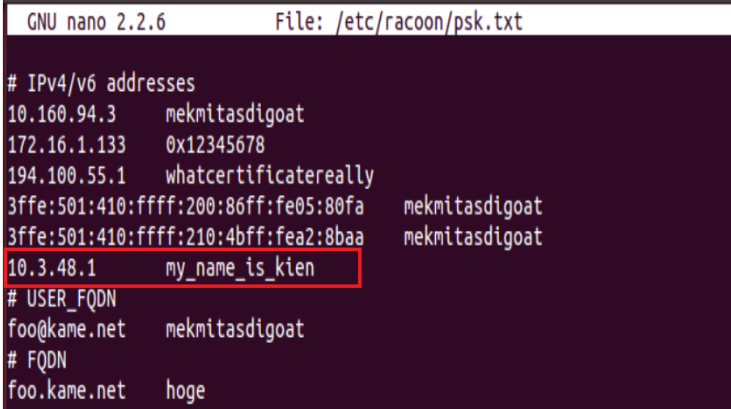 GNU nano 2.2.6 File: /etc/racoon/psk.txt
# IPv4/v6 addresses
10.160.94.3 mekmitasdigoat
172.16.1.133 0x12345678
194.100.55.1 whatcertificatereally
3ffe:501:410:ffff:200:86ff:fe05:80fa mekmitasdigoat
3ffe:501:410:ffff:210:4bff:fea2:8baa mekmitasdigoat
10.3.48.1 my_name_is_kien
# USER_FQDN
foo@kame.net mekmitasdigoat
# FQDN
foo.kame.net hoge